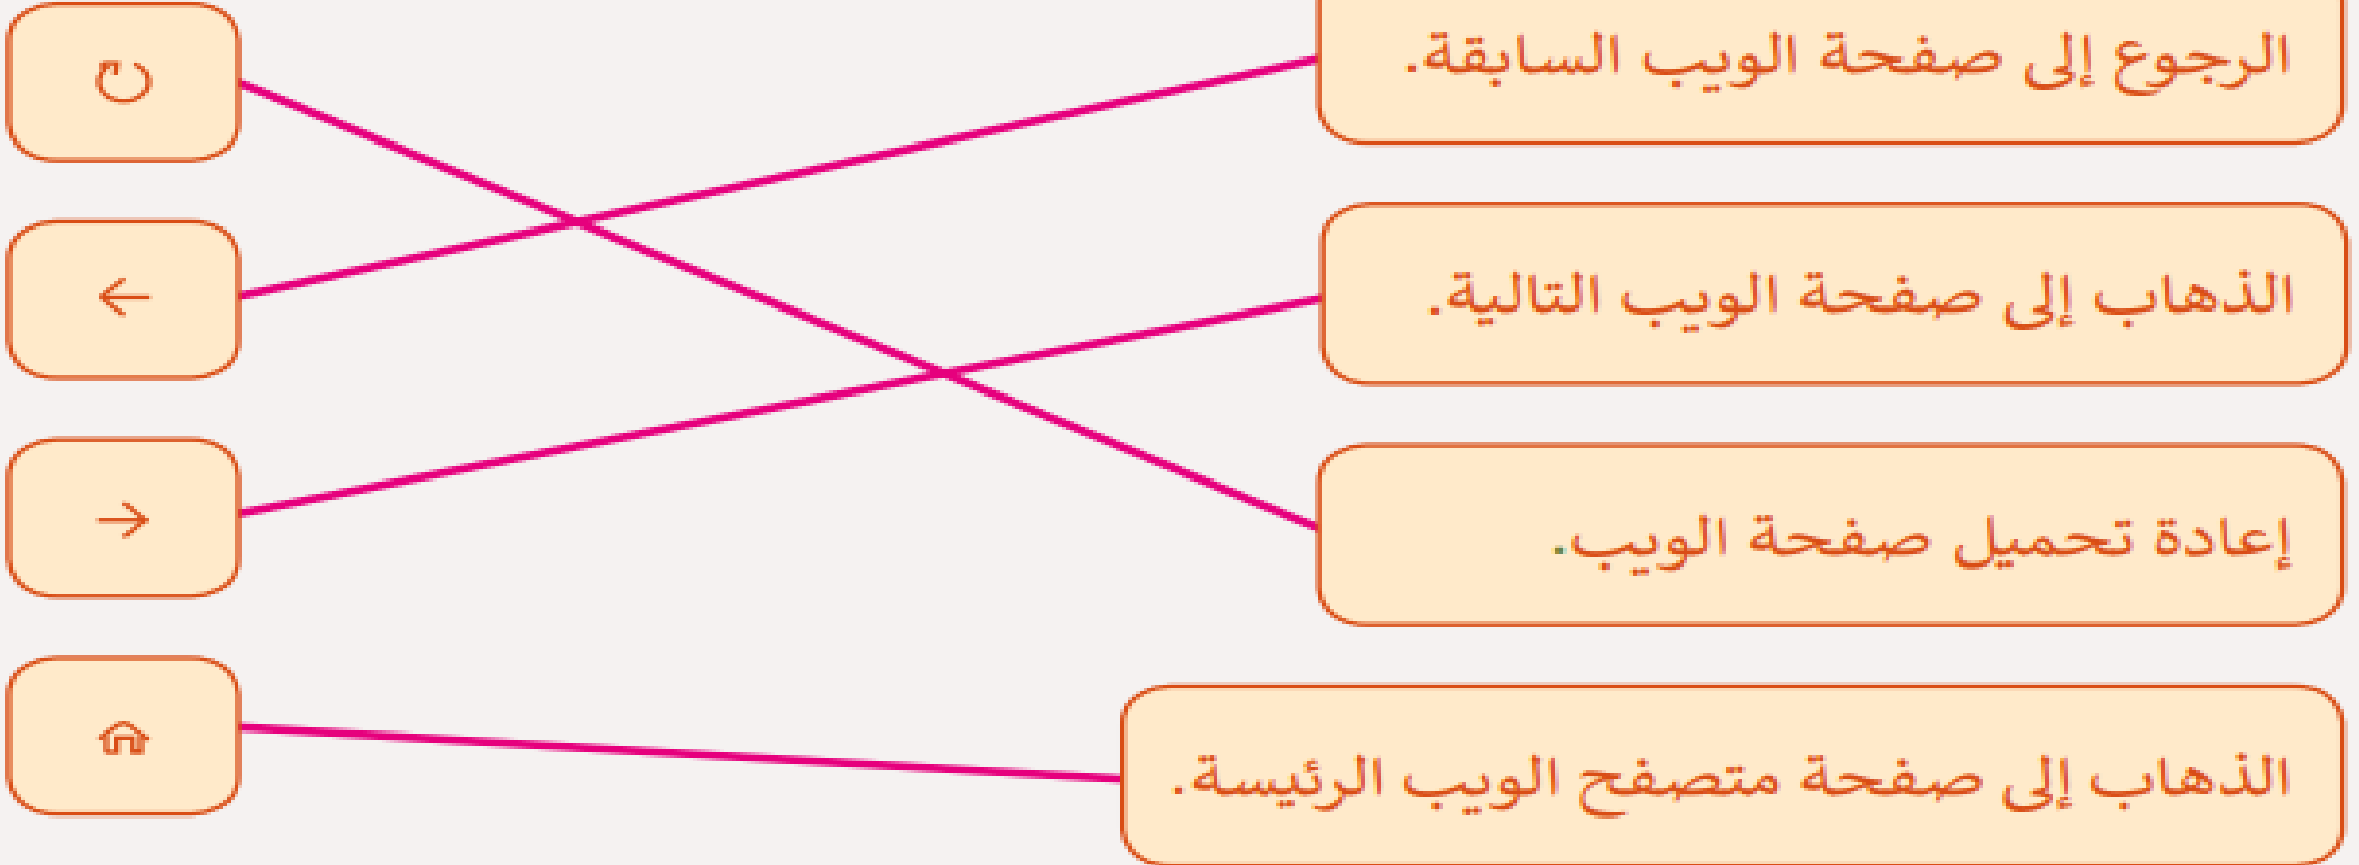 الرجوع إلى صفحة الويب السابقة.
الذهاب إلى صفحة الويب التالية.
إعادة تحميل صفحة الويب.
الذهاب إلى صفحة متصفح الويب الرئيسة.